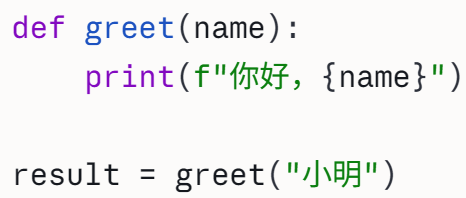 def greet(name):
    print(f"你好，{name}")
result = greet("小明")